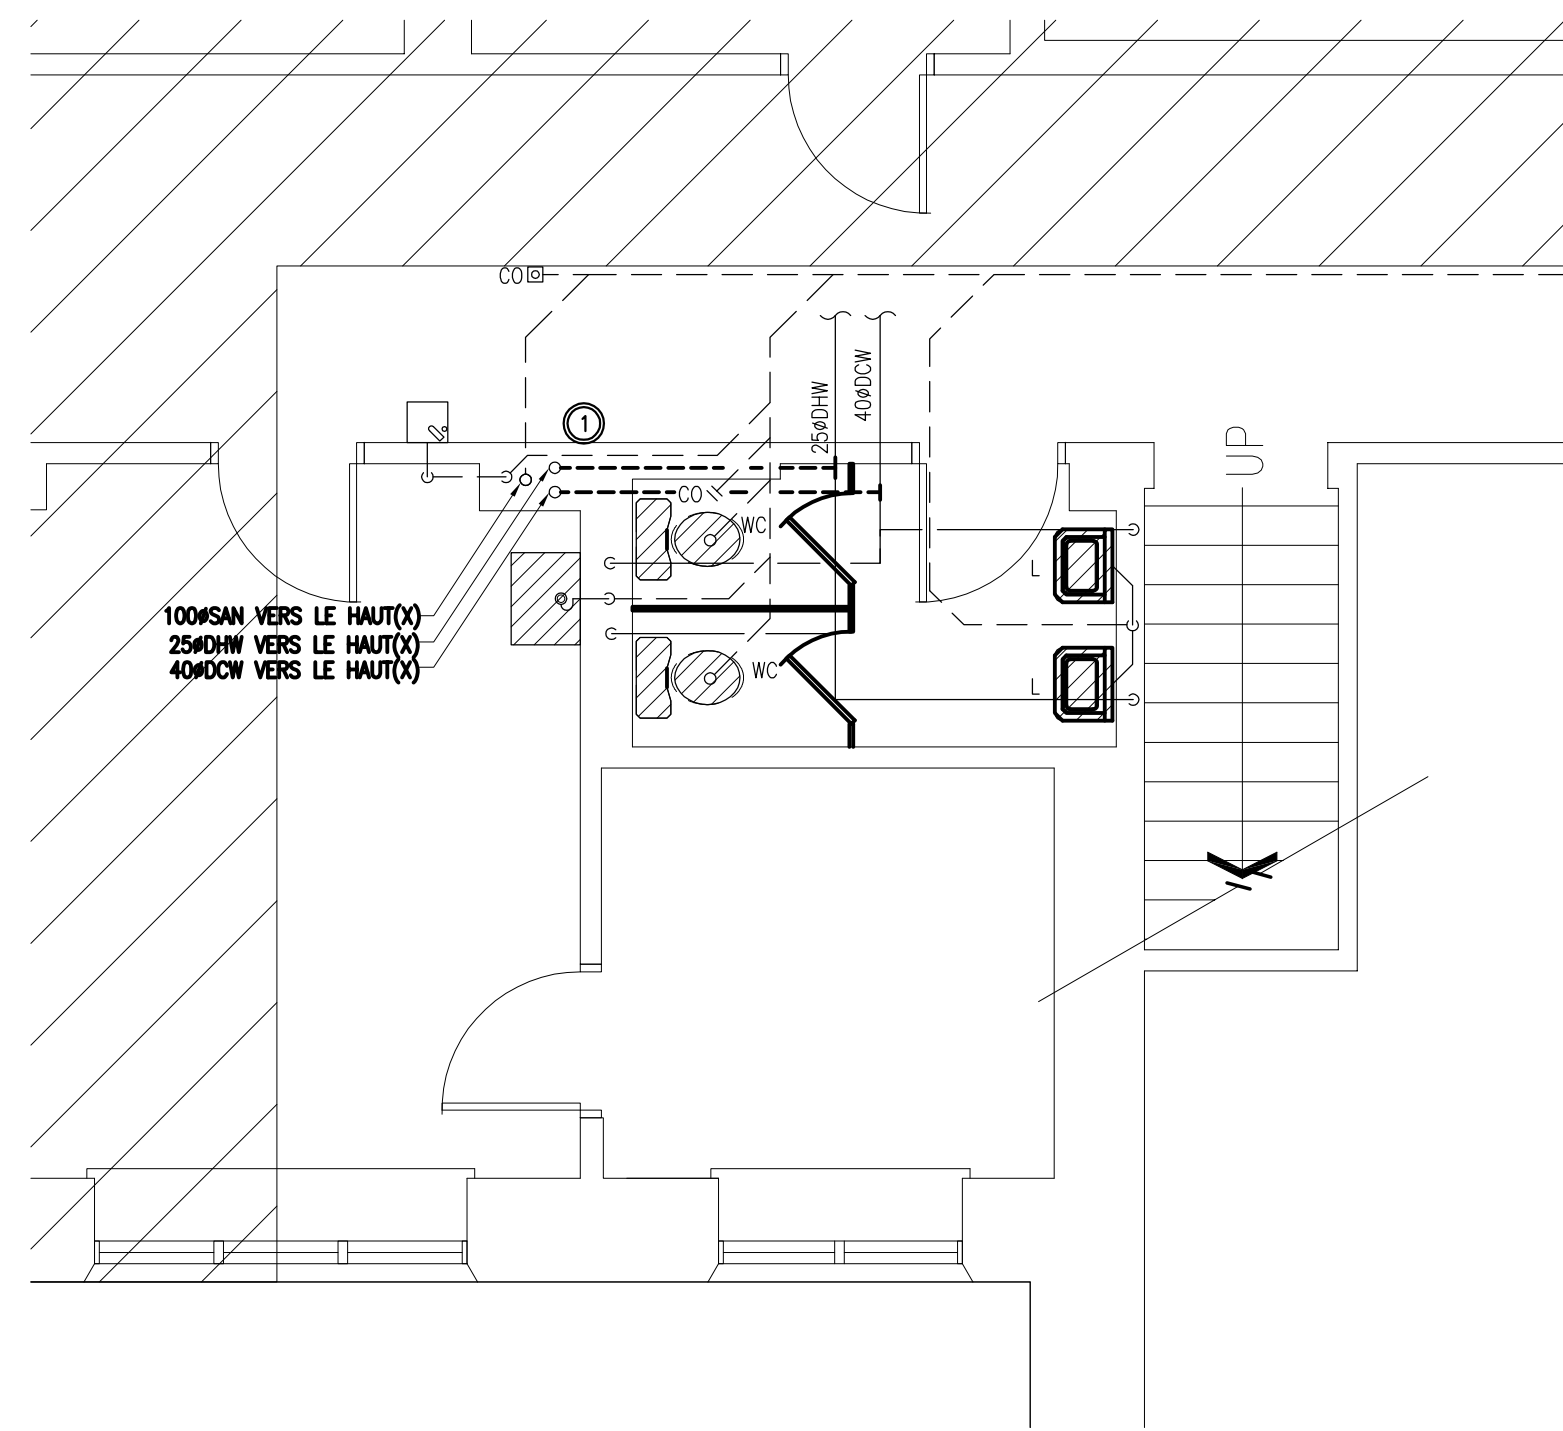 CO
25øDHW
40øDCW
1
UP
CO
WC
L
100øSAN VERS LE HAUT(X)
25øDHW VERS LE HAUT(X)
40øDCW VERS LE HAUT(X)
WC
L